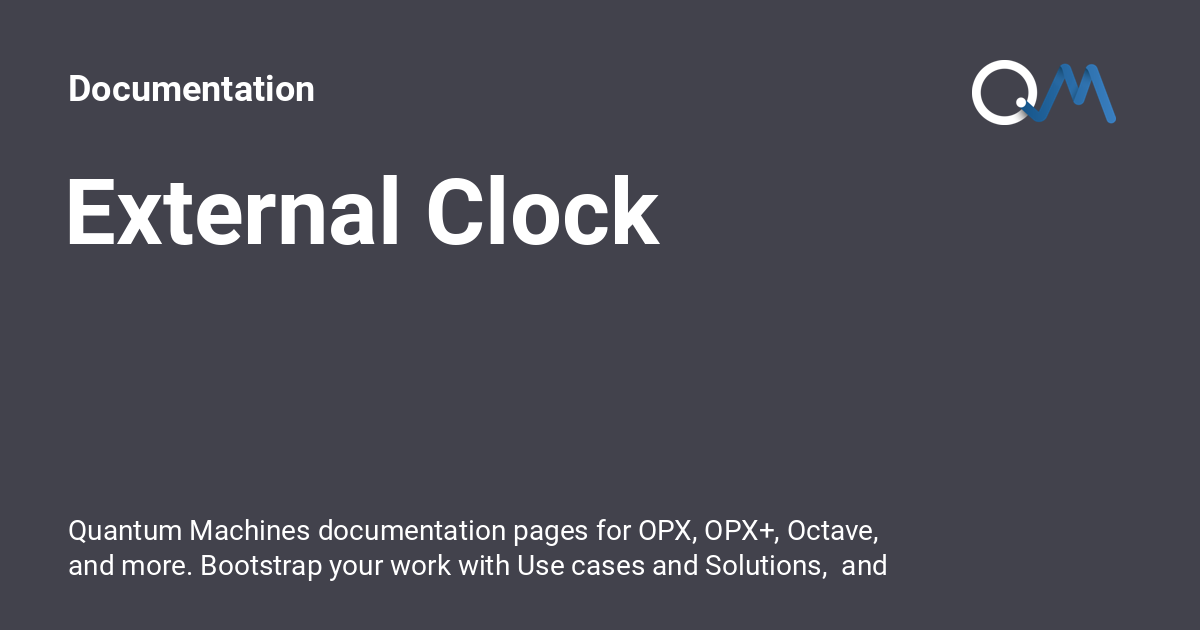 Documentation
QM
External Clock
Quantum Machines documentation pages for OPX, OPX+, Octave,
and more. Bootstrap your work with Use cases and Solutions,  and